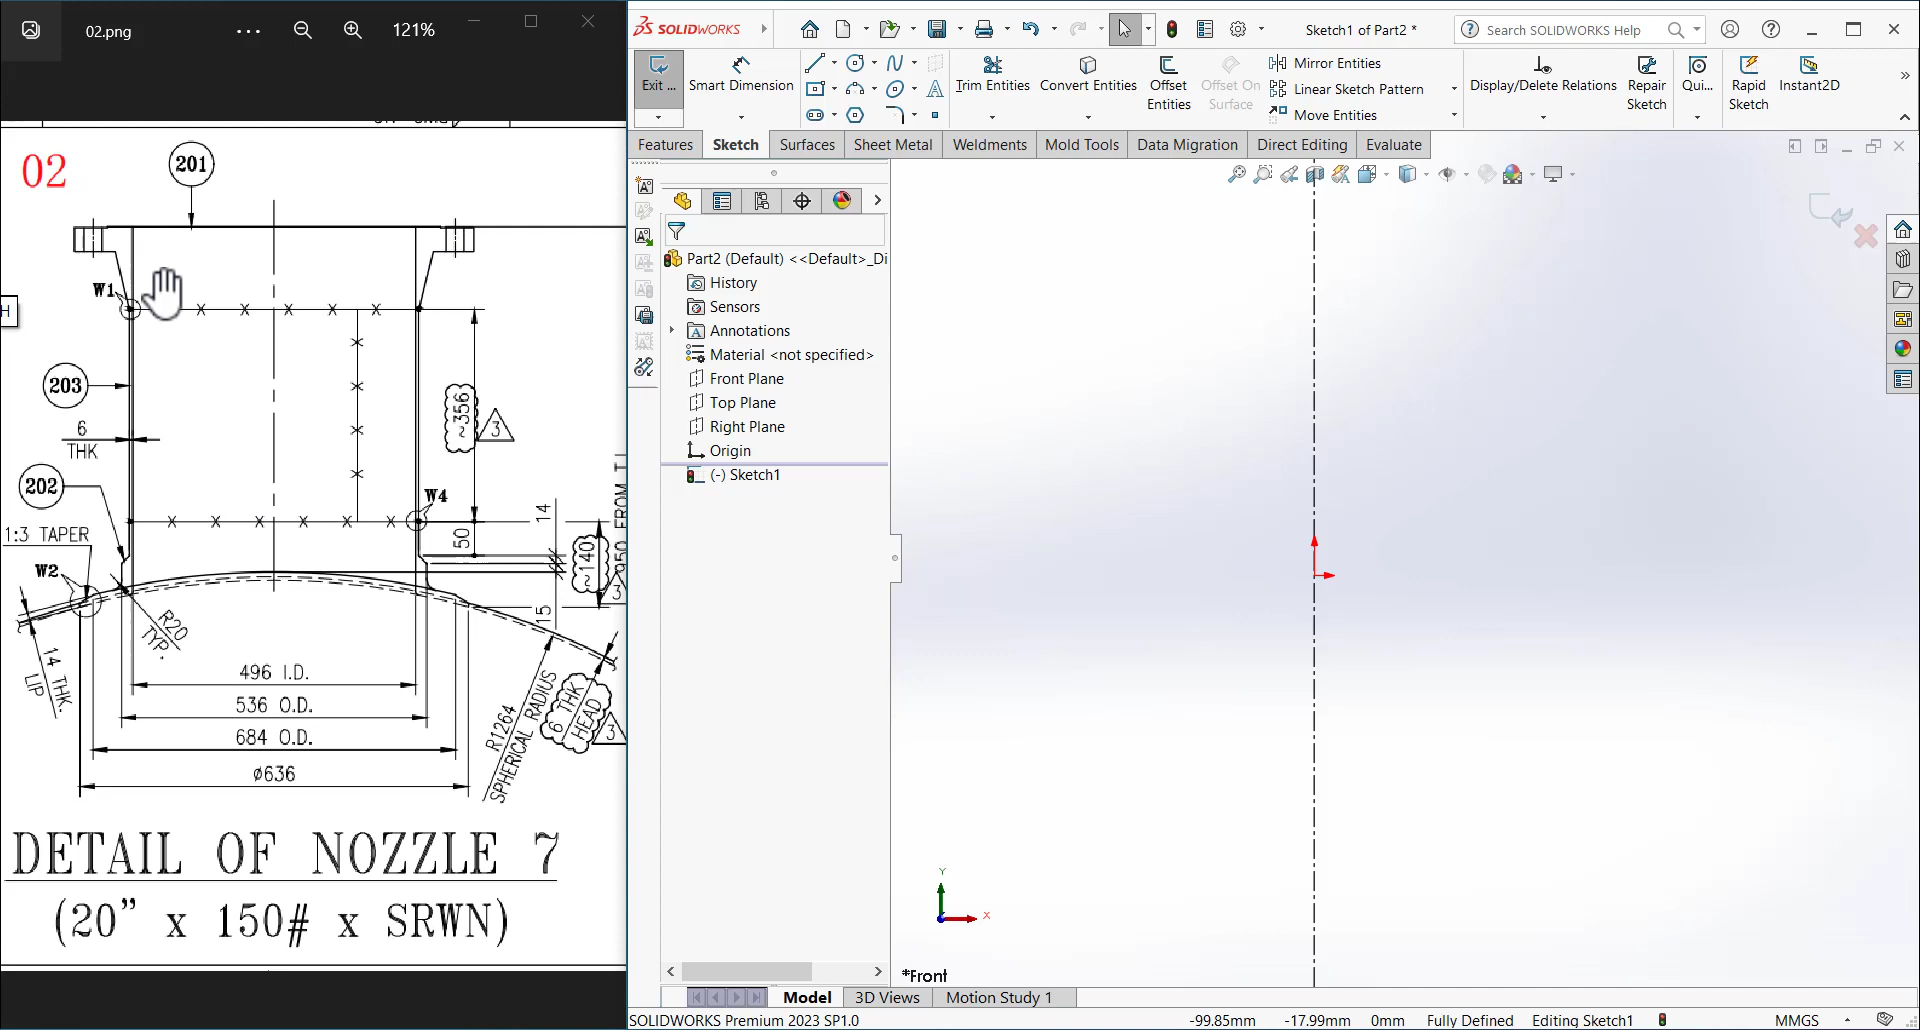 02.png
121%
02
201
W1
H
203
6
THK
~356
3
202
W4
14
1:3 TAPER
50
~140
950 FROM T
3
W2
15
R20
TYP.
14 THK.
LIP
496 I.D.
536 O.D.
684 O.D.
ø636
R1264
SPHERICAL RADIUS
6 THK
HEAD
3
DETAIL OF NOZZLE 7
(20" x 150# x SRWN)
SOLIDWORKS
Sketch1 of Part2 *
Search SOLIDWORKS Help
Exit ...
Smart Dimension
Trim Entities
Convert Entities
Offset
Entities
Offset On
Surface
Mirror Entities
Linear Sketch Pattern
Move Entities
Display/Delete Relations
Repair
Sketch
Qui...
Rapid
Sketch
Instant2D
Features
Sketch
Surfaces
Sheet Metal
Weldments
Mold Tools
Data Migration
Direct Editing
Evaluate
Part2 (Default) <<Default>_Di
History
Sensors
Annotations
Material <not specified>
Front Plane
Top Plane
Right Plane
Origin
(-) Sketch1
Y
X
*Front
Model
3D Views
Motion Study 1
SOLIDWORKS Premium 2023 SP1.0
-99.85mm
-17.99mm
0mm
Fully Defined
Editing Sketch1
MMGS